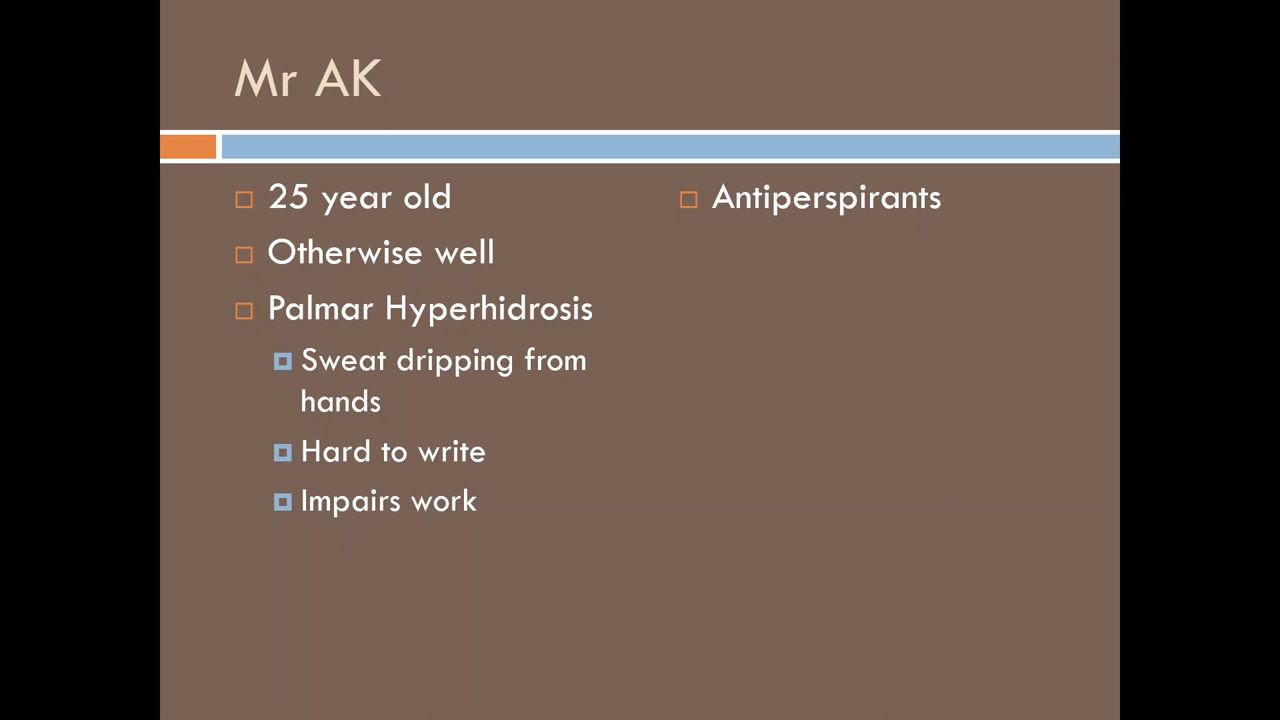 Mr AK
25 year old
Otherwise well
Palmar Hyperhidrosis
Sweat dripping from
hands
Hard to write
Impairs work
Antiperspirants